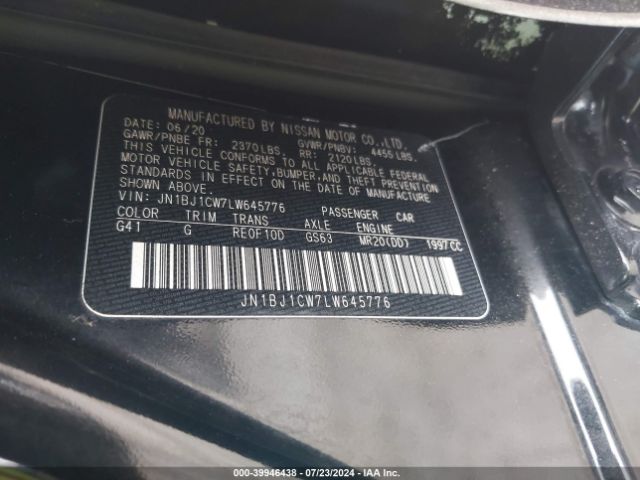 MANUFACTURED BY NISSAN MOTOR CO.,LTD.
DATE: 06/20 GVWR/PNBV: 4455 LBS.
GAWR/PNBE FR: 2370LBS. RR: 2120LBS.
THIS VEHICLE CONFORMS TO ALL APPLICABLE FEDERAL
MOTOR VEHICLE SAFETY,BUMPER,AND THEFT PREVENTION
STANDARDS IN EFFECT ON THE DATE OF MANUFACTURE
SHOWN ABOVE.
VIN: JN1BJ1CW7LW645776 PASSENGER CAR
COLOR TRIM TRANS AXLE ENGINE
G41 G RE0F10D GS63 MR20(DD) 1997CC
JN1BJ1CW7LW645776
000-39946438 - 07/23/2024 - IAA Inc.